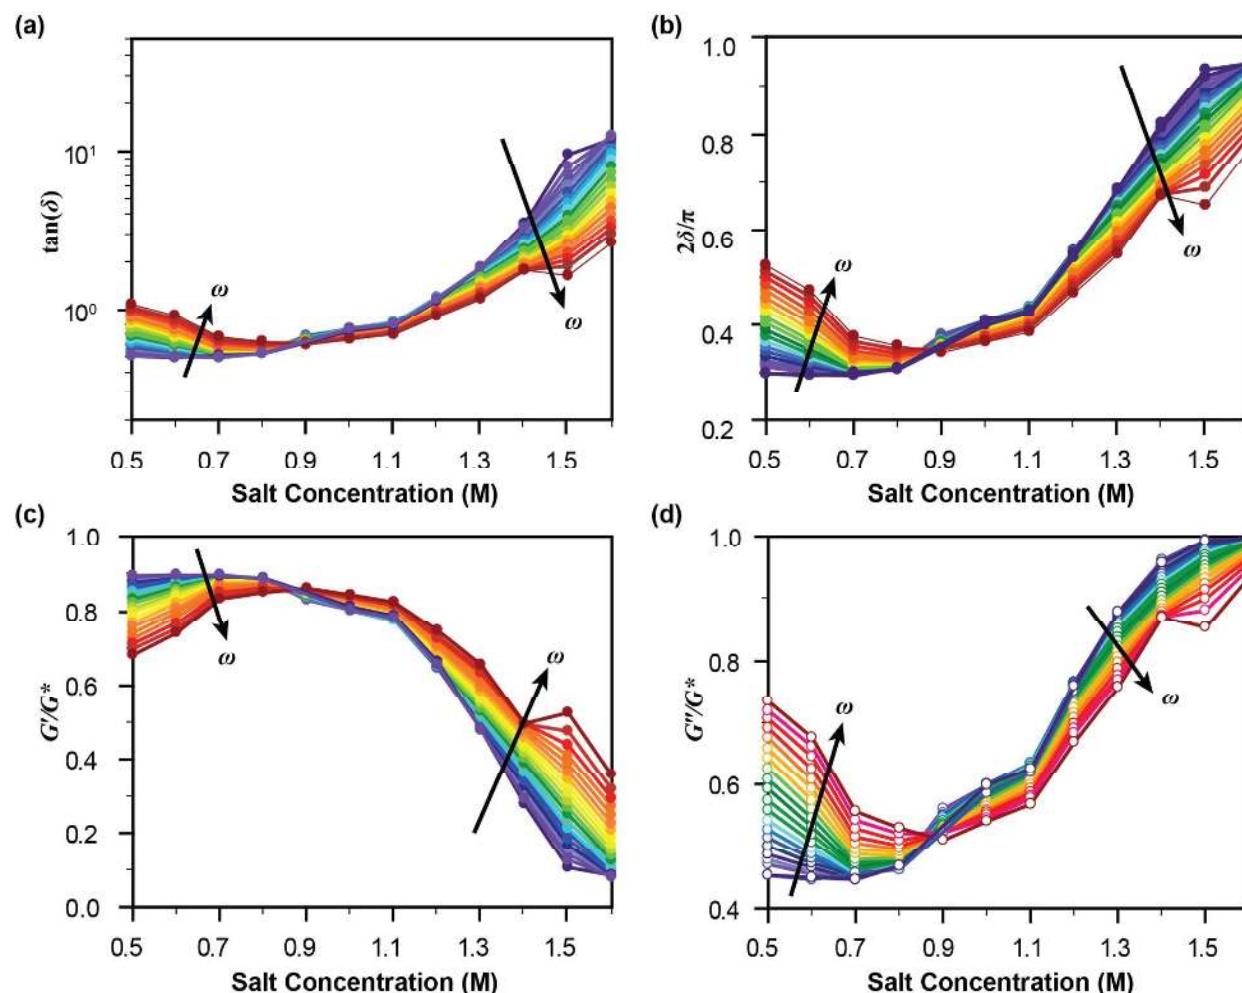 (a)
tan(δ)
10¹
10⁰
ω
ω
0.5 0.7 0.9 1.1 1.3 1.5
Salt Concentration (M)
(b)
2δ/π
1.0
0.8
0.6
0.4
0.2
ω
ω
0.5 0.7 0.9 1.1 1.3 1.5
Salt Concentration (M)
(c)
G'/G*
1.0
0.8
0.6
0.4
0.2
0.0
ω
ω
0.5 0.7 0.9 1.1 1.3 1.5
Salt Concentration (M)
(d)
G"/G*
1.0
0.8
0.6
0.4
ω
ω
0.5 0.7 0.9 1.1 1.3 1.5
Salt Concentration (M)